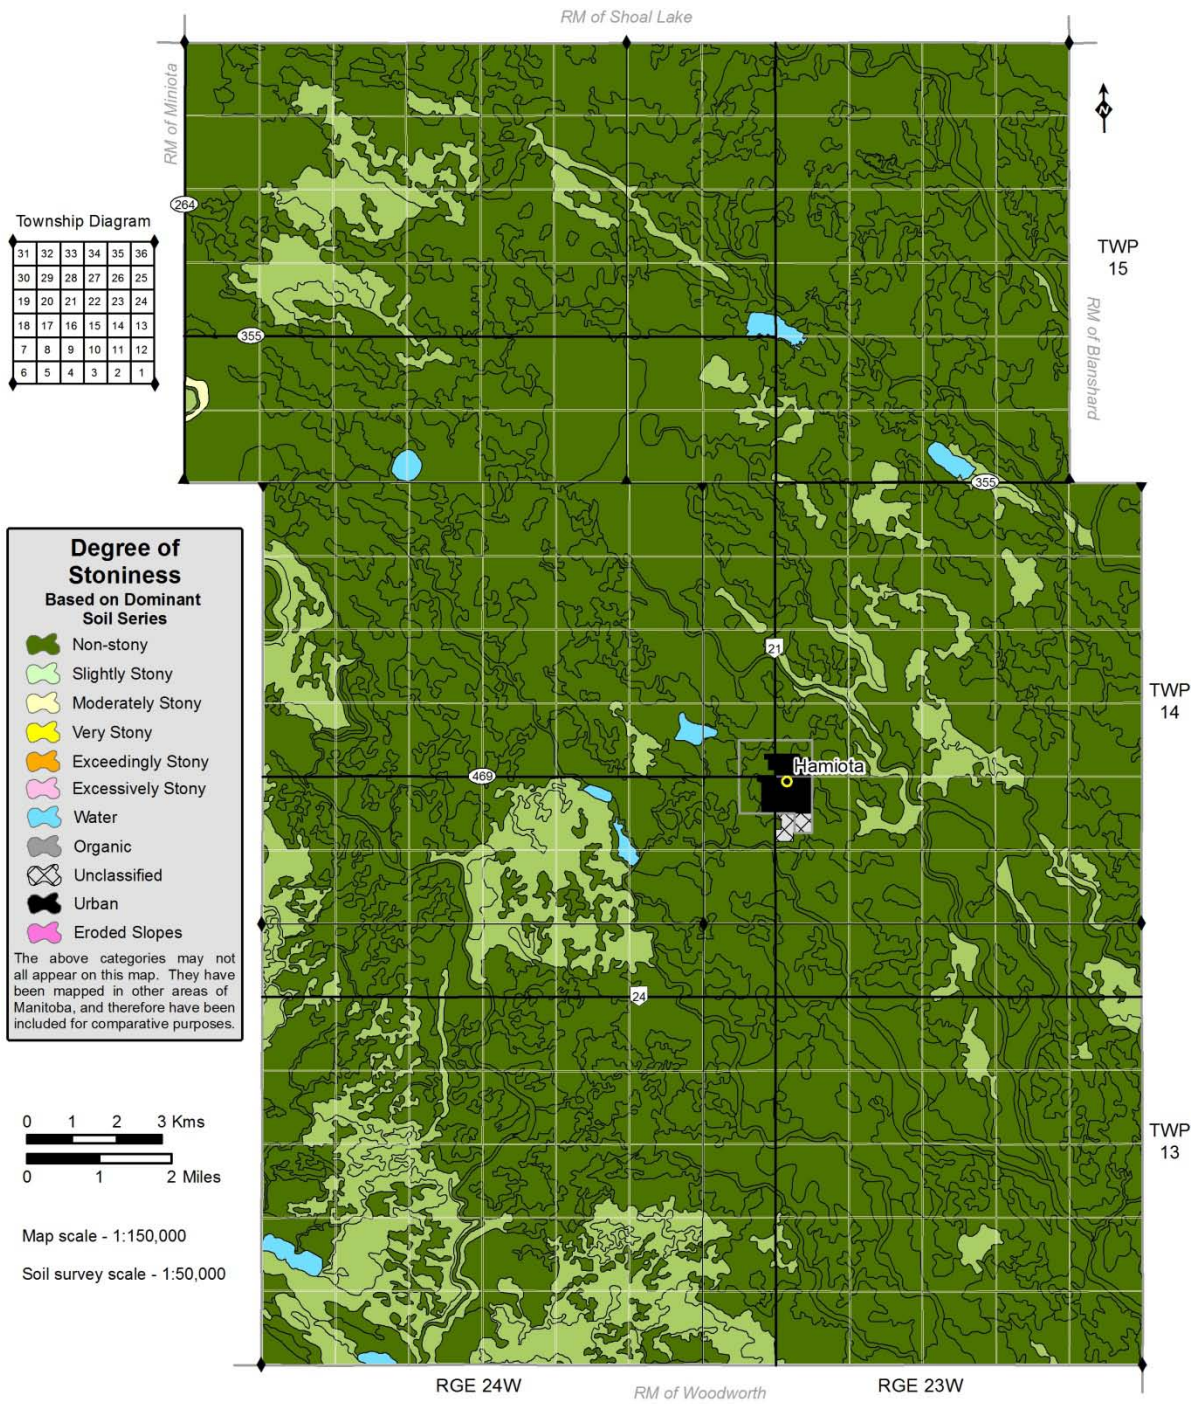 RM of Shoal Lake
RM of Miniota
N
264
Township Diagram
31 32 33 34 35 36
30 29 28 27 26 25
19 20 21 22 23 24
18 17 16 15 14 13
7 8 9 10 11 12
6 5 4 3 2 1
TWP
15
RM of Blanshard
355
355
Degree of
Stoniness
Based on Dominant
Soil Series
Non-stony
Slightly Stony
Moderately Stony
Very Stony
Exceedingly Stony
Excessively Stony
Water
Organic
Unclassified
Urban
Eroded Slopes
The above categories may not
all appear on this map. They have
been mapped in other areas of
Manitoba, and therefore have been
included for comparative purposes.
21
TWP
14
Hamiota
469
24
0 1 2 3 Kms
0 1 2 Miles
TWP
13
Map scale - 1:150,000
Soil survey scale - 1:50,000
RGE 24W
RM of Woodworth
RGE 23W